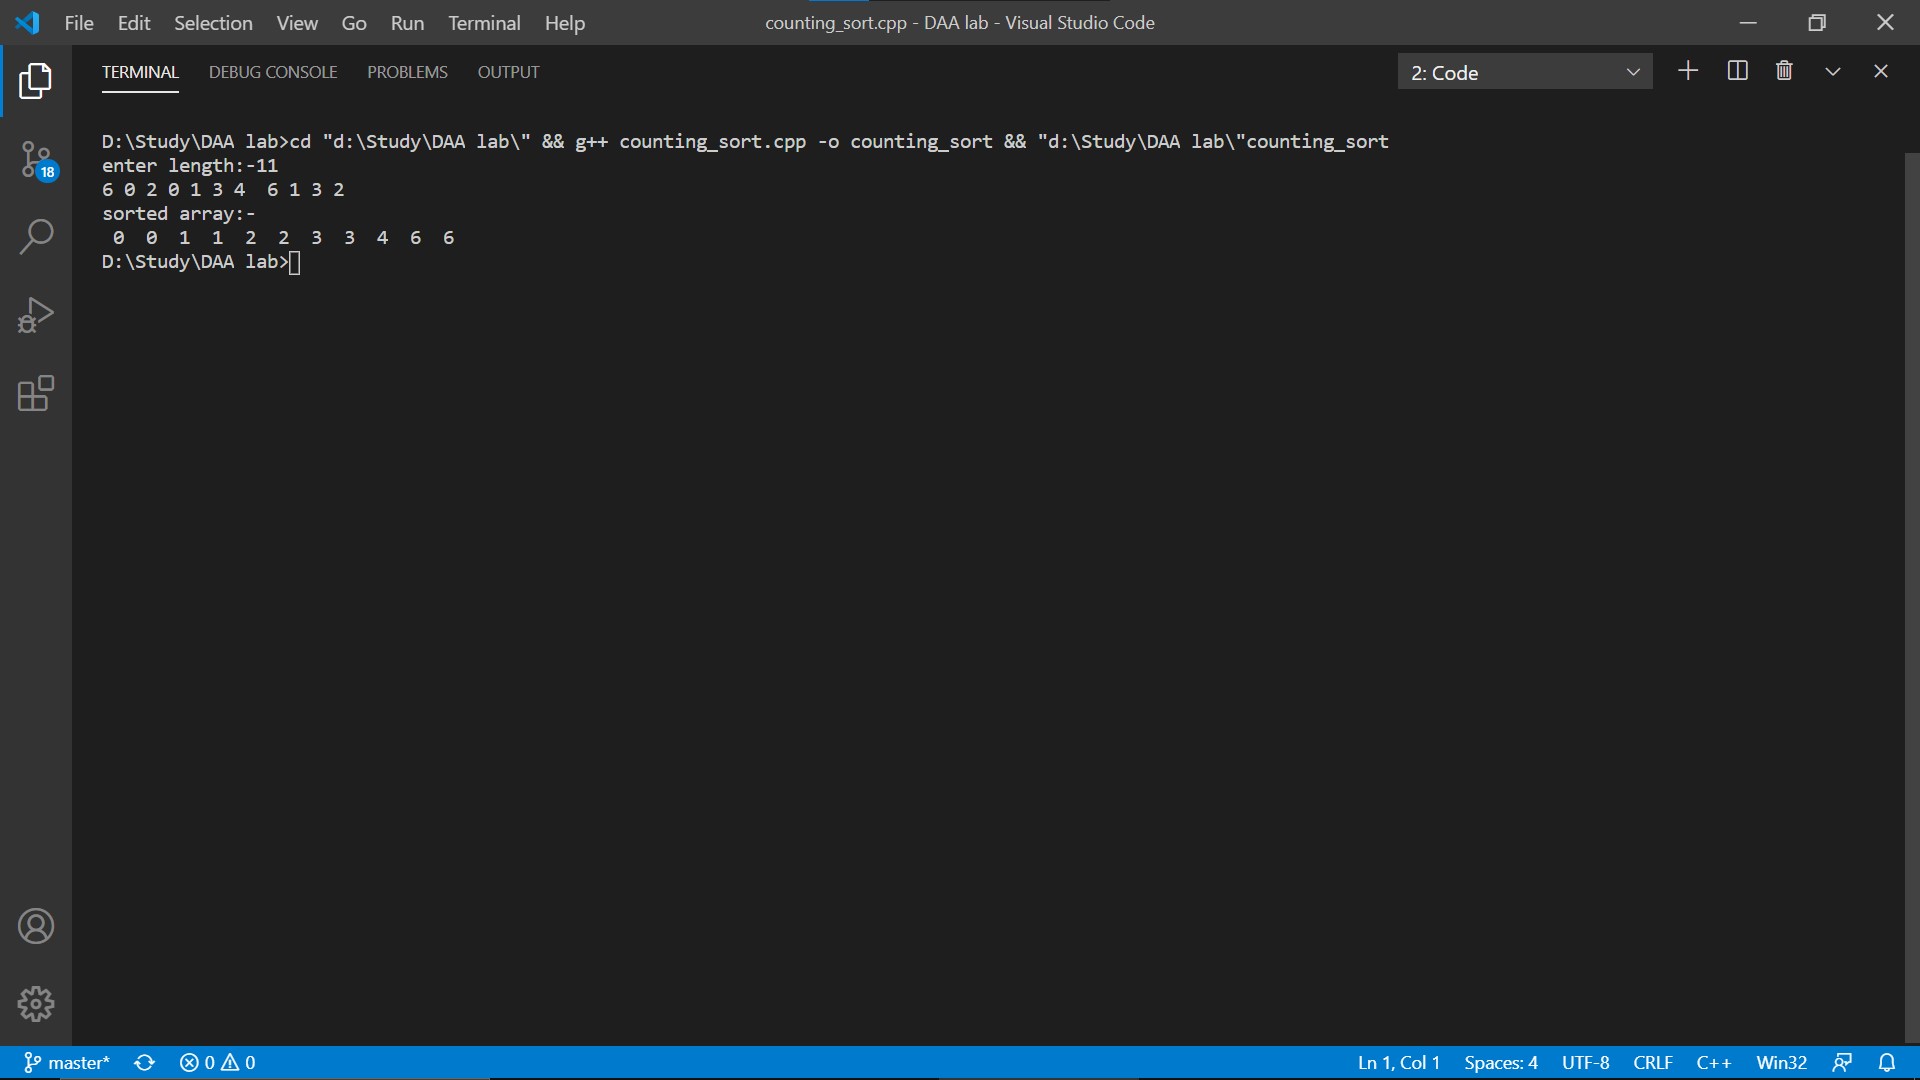 File Edit Selection View Go Run Terminal Help counting_sort.cpp - DAA lab - Visual Studio Code
TERMINAL DEBUG CONSOLE PROBLEMS OUTPUT 2: Code
D:\Study\DAA lab>cd "d:\Study\DAA lab\" && g++ counting_sort.cpp -o counting_sort && "d:\Study\DAA lab\"counting_sort
enter length:-11
6 0 2 0 1 3 4  6 1 3 2
sorted array:-
 0  0  1  1  2  2  3  3  4  6  6
D:\Study\DAA lab>
18
master* 0 0 Ln 1, Col 1 Spaces: 4 UTF-8 CRLF C++ Win32